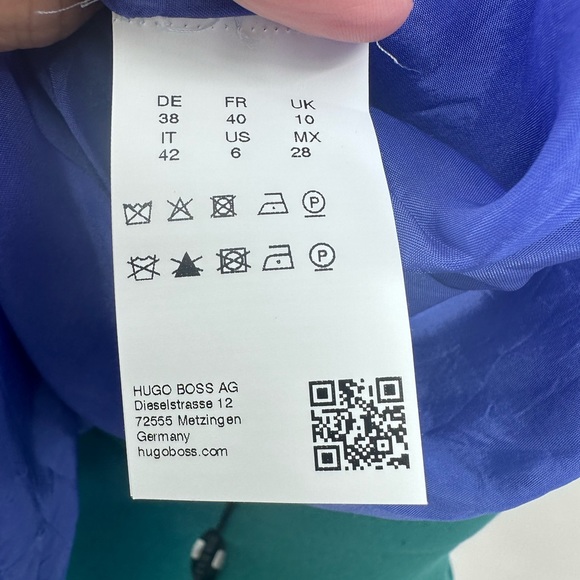 DE FR UK
38 40 10
IT US MX
42 6 28
P
P
HUGO BOSS AG
Dieselstrasse 12
72555 Metzingen
Germany
hugoboss.com